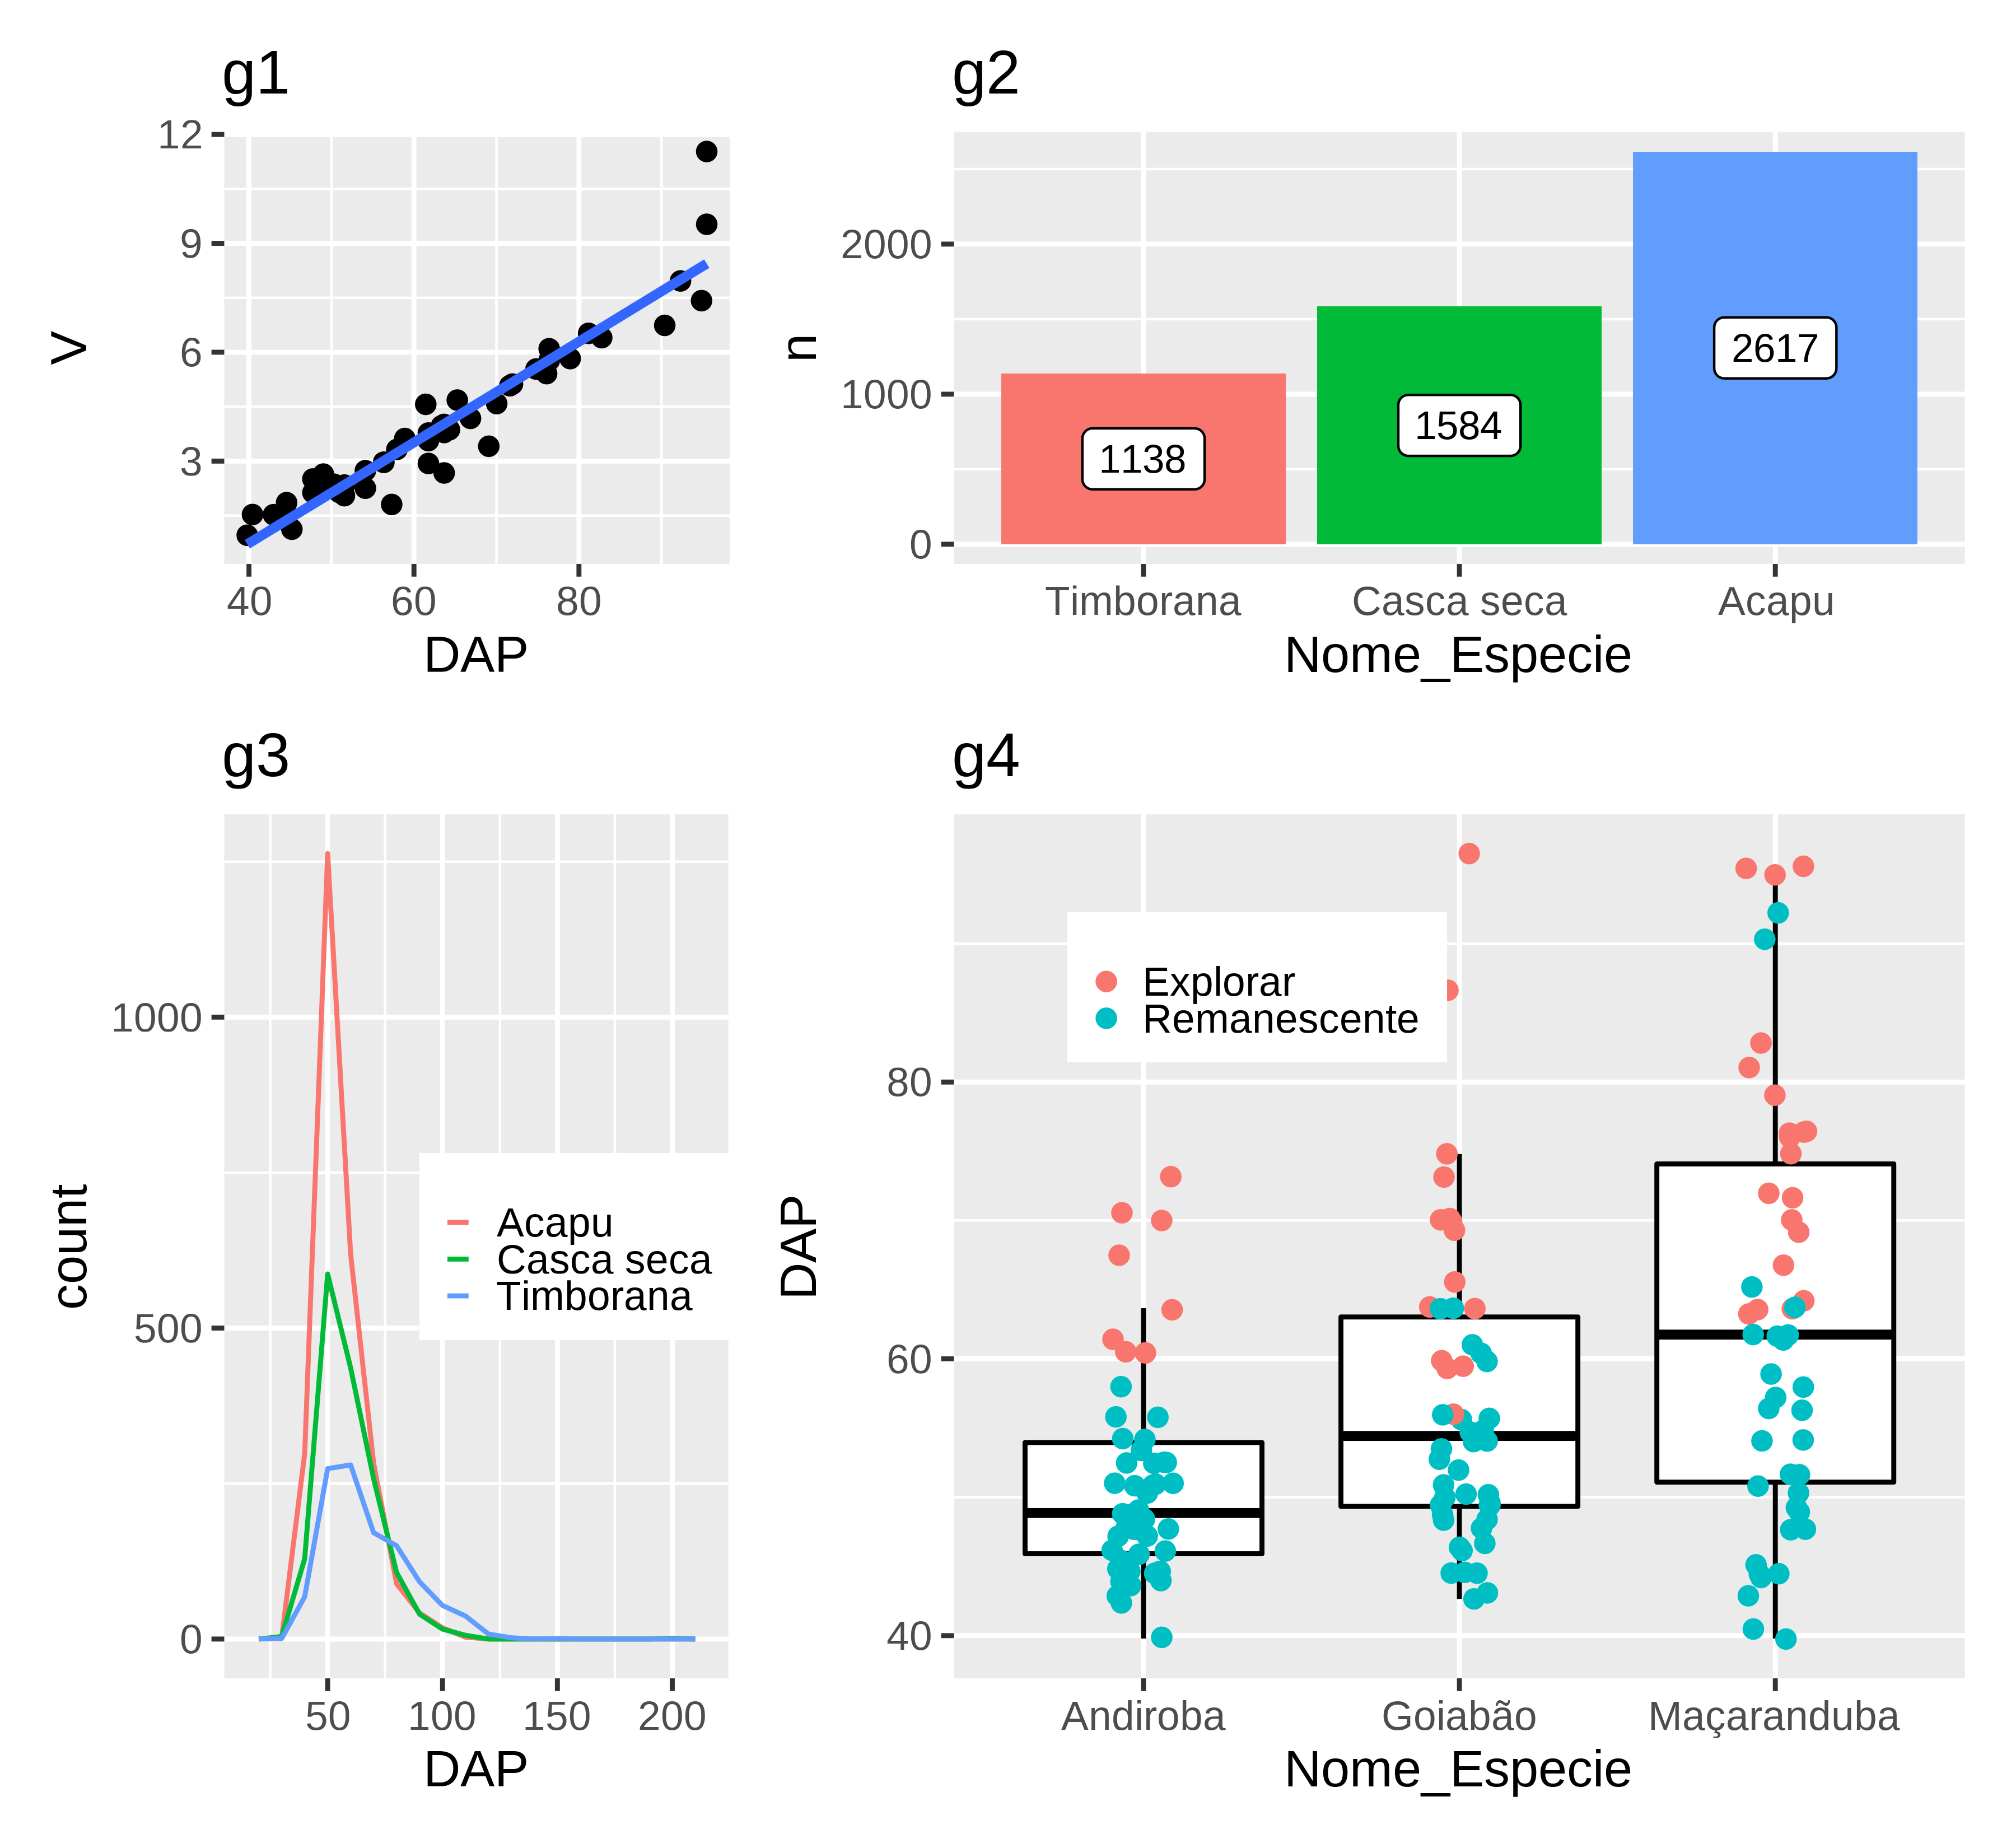 g1
12
9
6
3
V
40 60 80
DAP
g2
2000
1000
0
n
1138
1584
2617
Timborana Casca seca Acapu
Nome_Especie
g3
1000
500
0
count
Acapu
Casca seca
Timborana
50 100 150 200
DAP
g4
80
60
40
DAP
Explorar
Remanescente
Andiroba Goiabão Maçaranduba
Nome_Especie